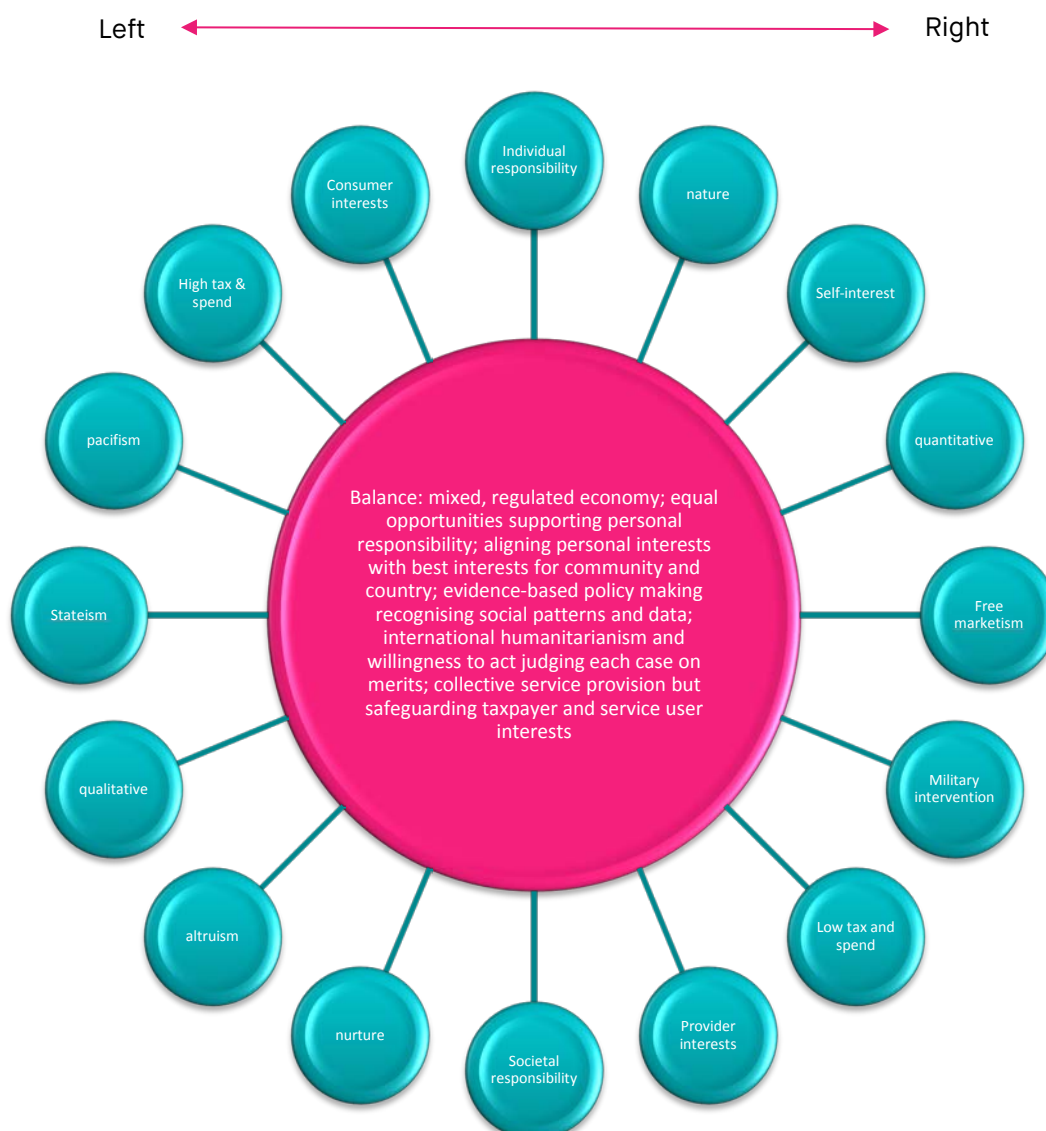 Left
Right
Individual
responsibility
nature
Self-interest
quantitative
Free
marketism
Military
intervention
Low tax and
spend
Provider
interests
Societal
responsibility
nurture
altruism
qualitative
Stateism
pacifism
High tax &
spend
Consumer
interests
Balance: mixed, regulated economy; equal
opportunities supporting personal
responsibility; aligning personal interests
with best interests for community and
country; evidence-based policy making
recognising social patterns and data;
international humanitarianism and
willingness to act judging each case on
merits; collective service provision but
safeguarding taxpayer and service user
interests